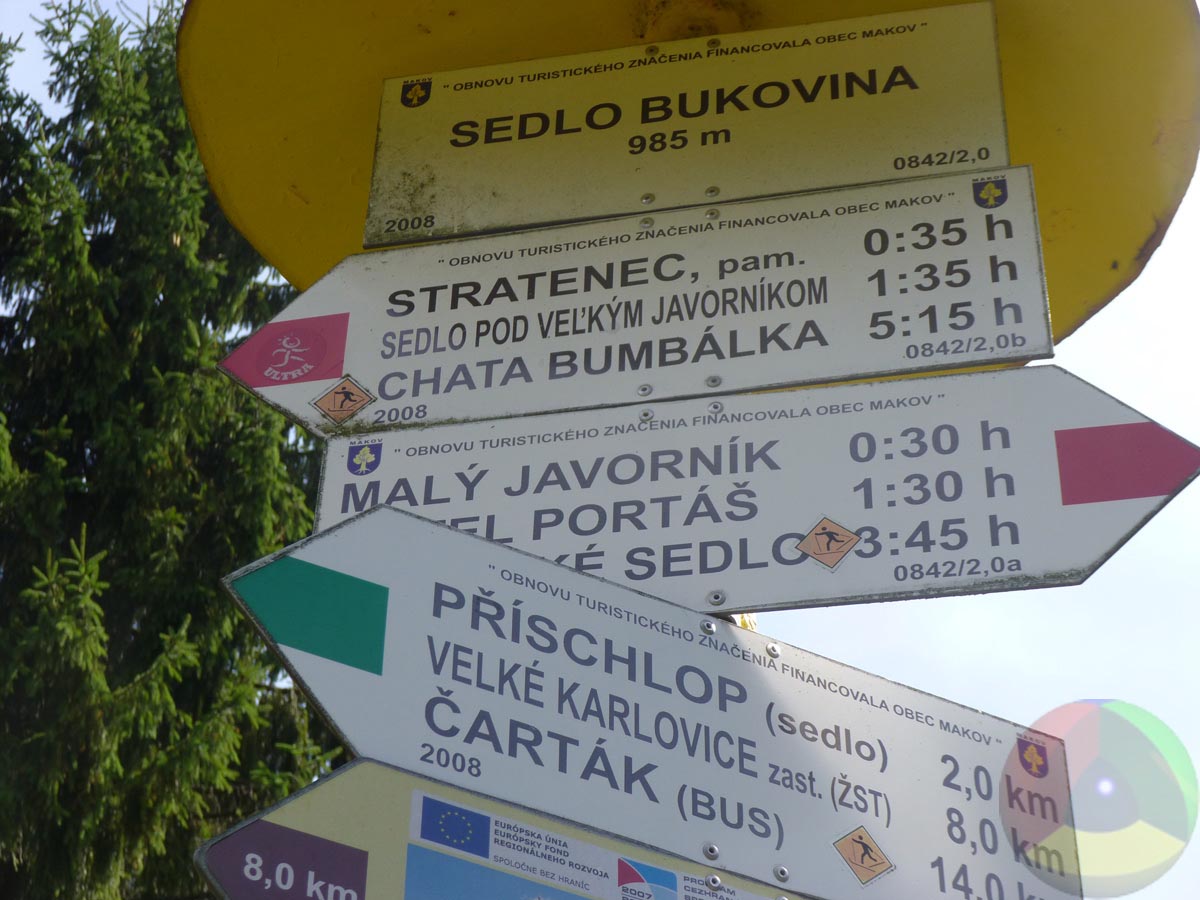 MAKOV
" OBNOVU TURISTICKÉHO ZNAČENIA FINANCOVALA OBEC MAKOV "
SEDLO BUKOVINA
985 m
2008 0842/2,0
MAKOV
" OBNOVU TURISTICKÉHO ZNAČENIA FINANCOVALA OBEC MAKOV "
STRATENEC, pam. 0:35 h
SEDLO POD VEĽKÝM JAVORNÍKOM 1:35 h
CHATA BUMBÁLKA 5:15 h
ULTRA
2008 0842/2,0b
MAKOV
" OBNOVU TURISTICKÉHO ZNAČENIA FINANCOVALA OBEC MAKOV "
MALÝ JAVORNÍK 0:30 h
PORTÁŠ 1:30 h
SEDLO 3:45 h
0842/2,0a
MAKOV
" OBNOVU TURISTICKÉHO ZNAČENIA FINANCOVALA OBEC MAKOV "
PŘÍSCHLOP (sedlo) 2,0 km
VELKÉ KARLOVICE zast. (ŽST) 8,0 km
ČARTÁK (BUS) 14,0
2008
8,0 km
EURÓPSKA ÚNIA
EURÓPSKY FOND
REGIONÁLNEHO ROZVOJA
SPOLOČNE BEZ HRANÍC
2007